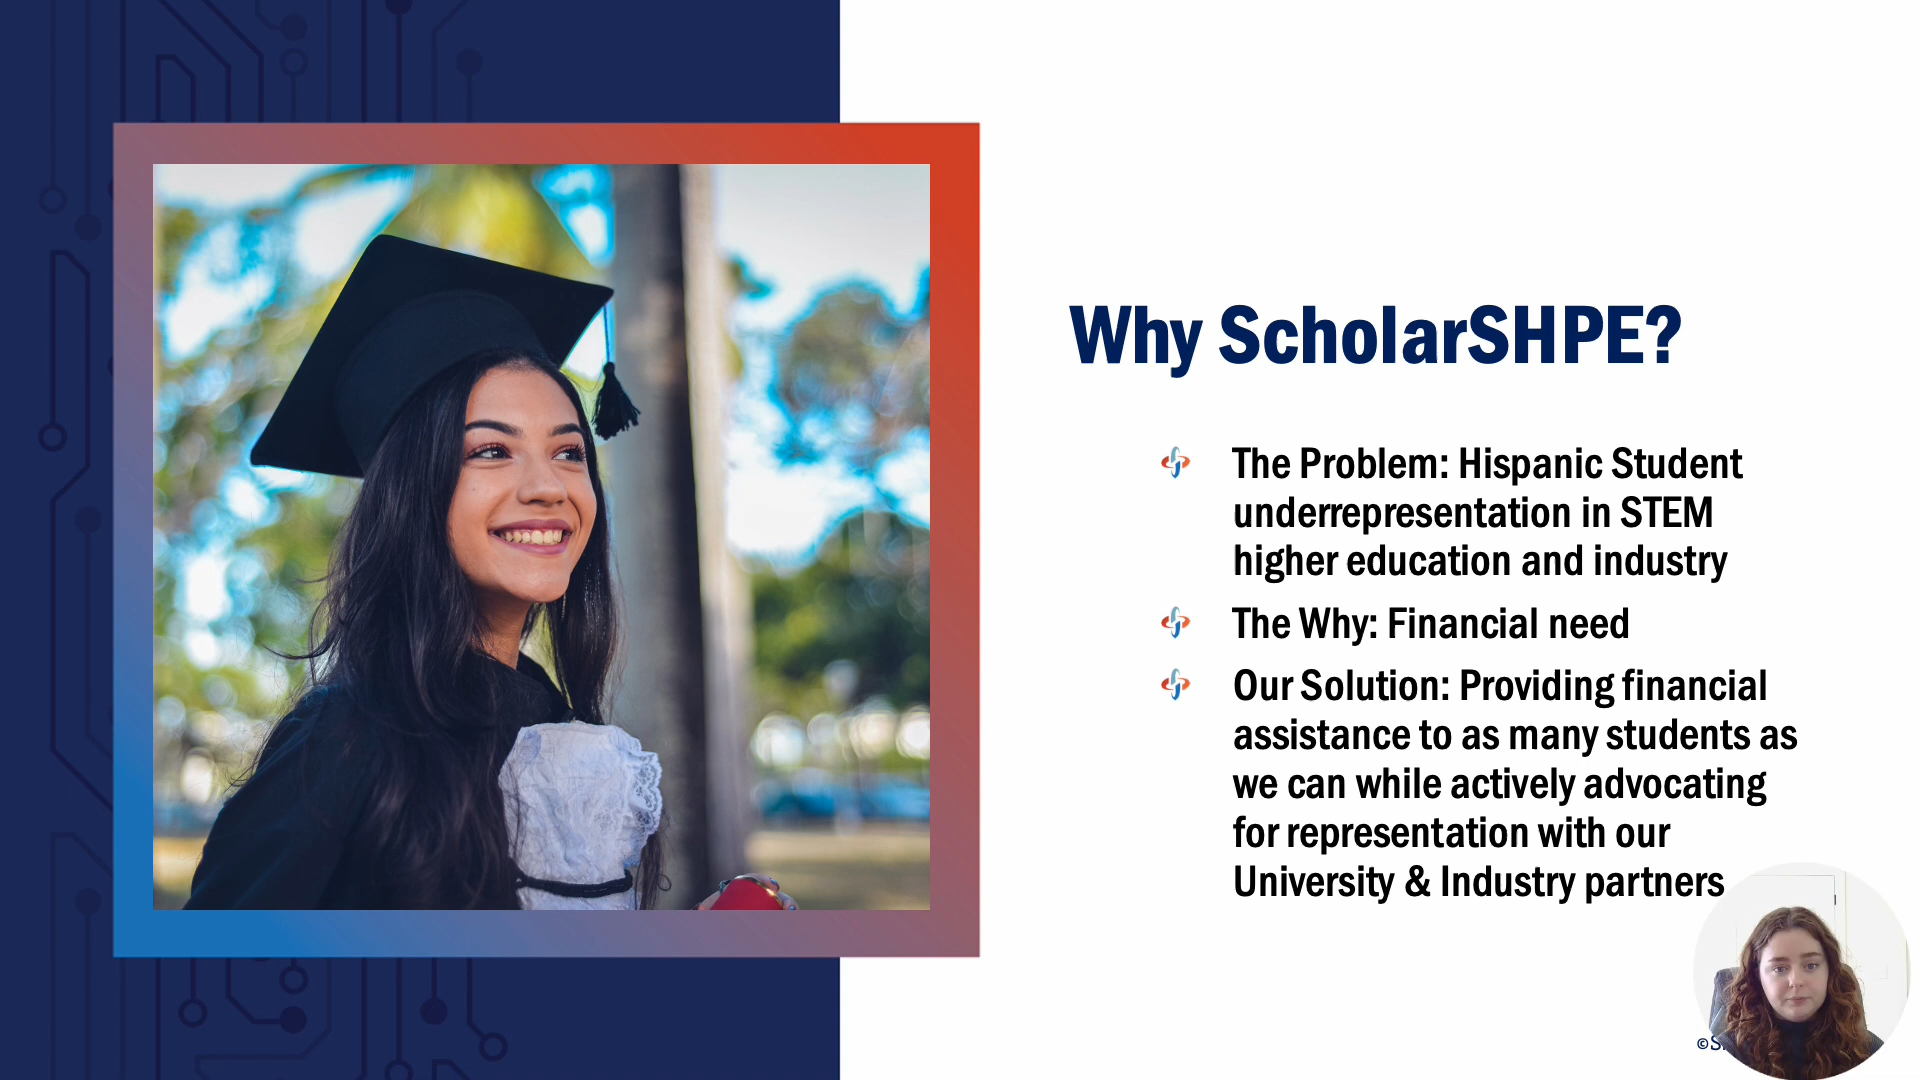 Why ScholarSHPE?
The Problem: Hispanic Student
underrepresentation in STEM
higher education and industry
The Why: Financial need
Our Solution: Providing financial
assistance to as many students as
we can while actively advocating
for representation with our
University & Industry partners